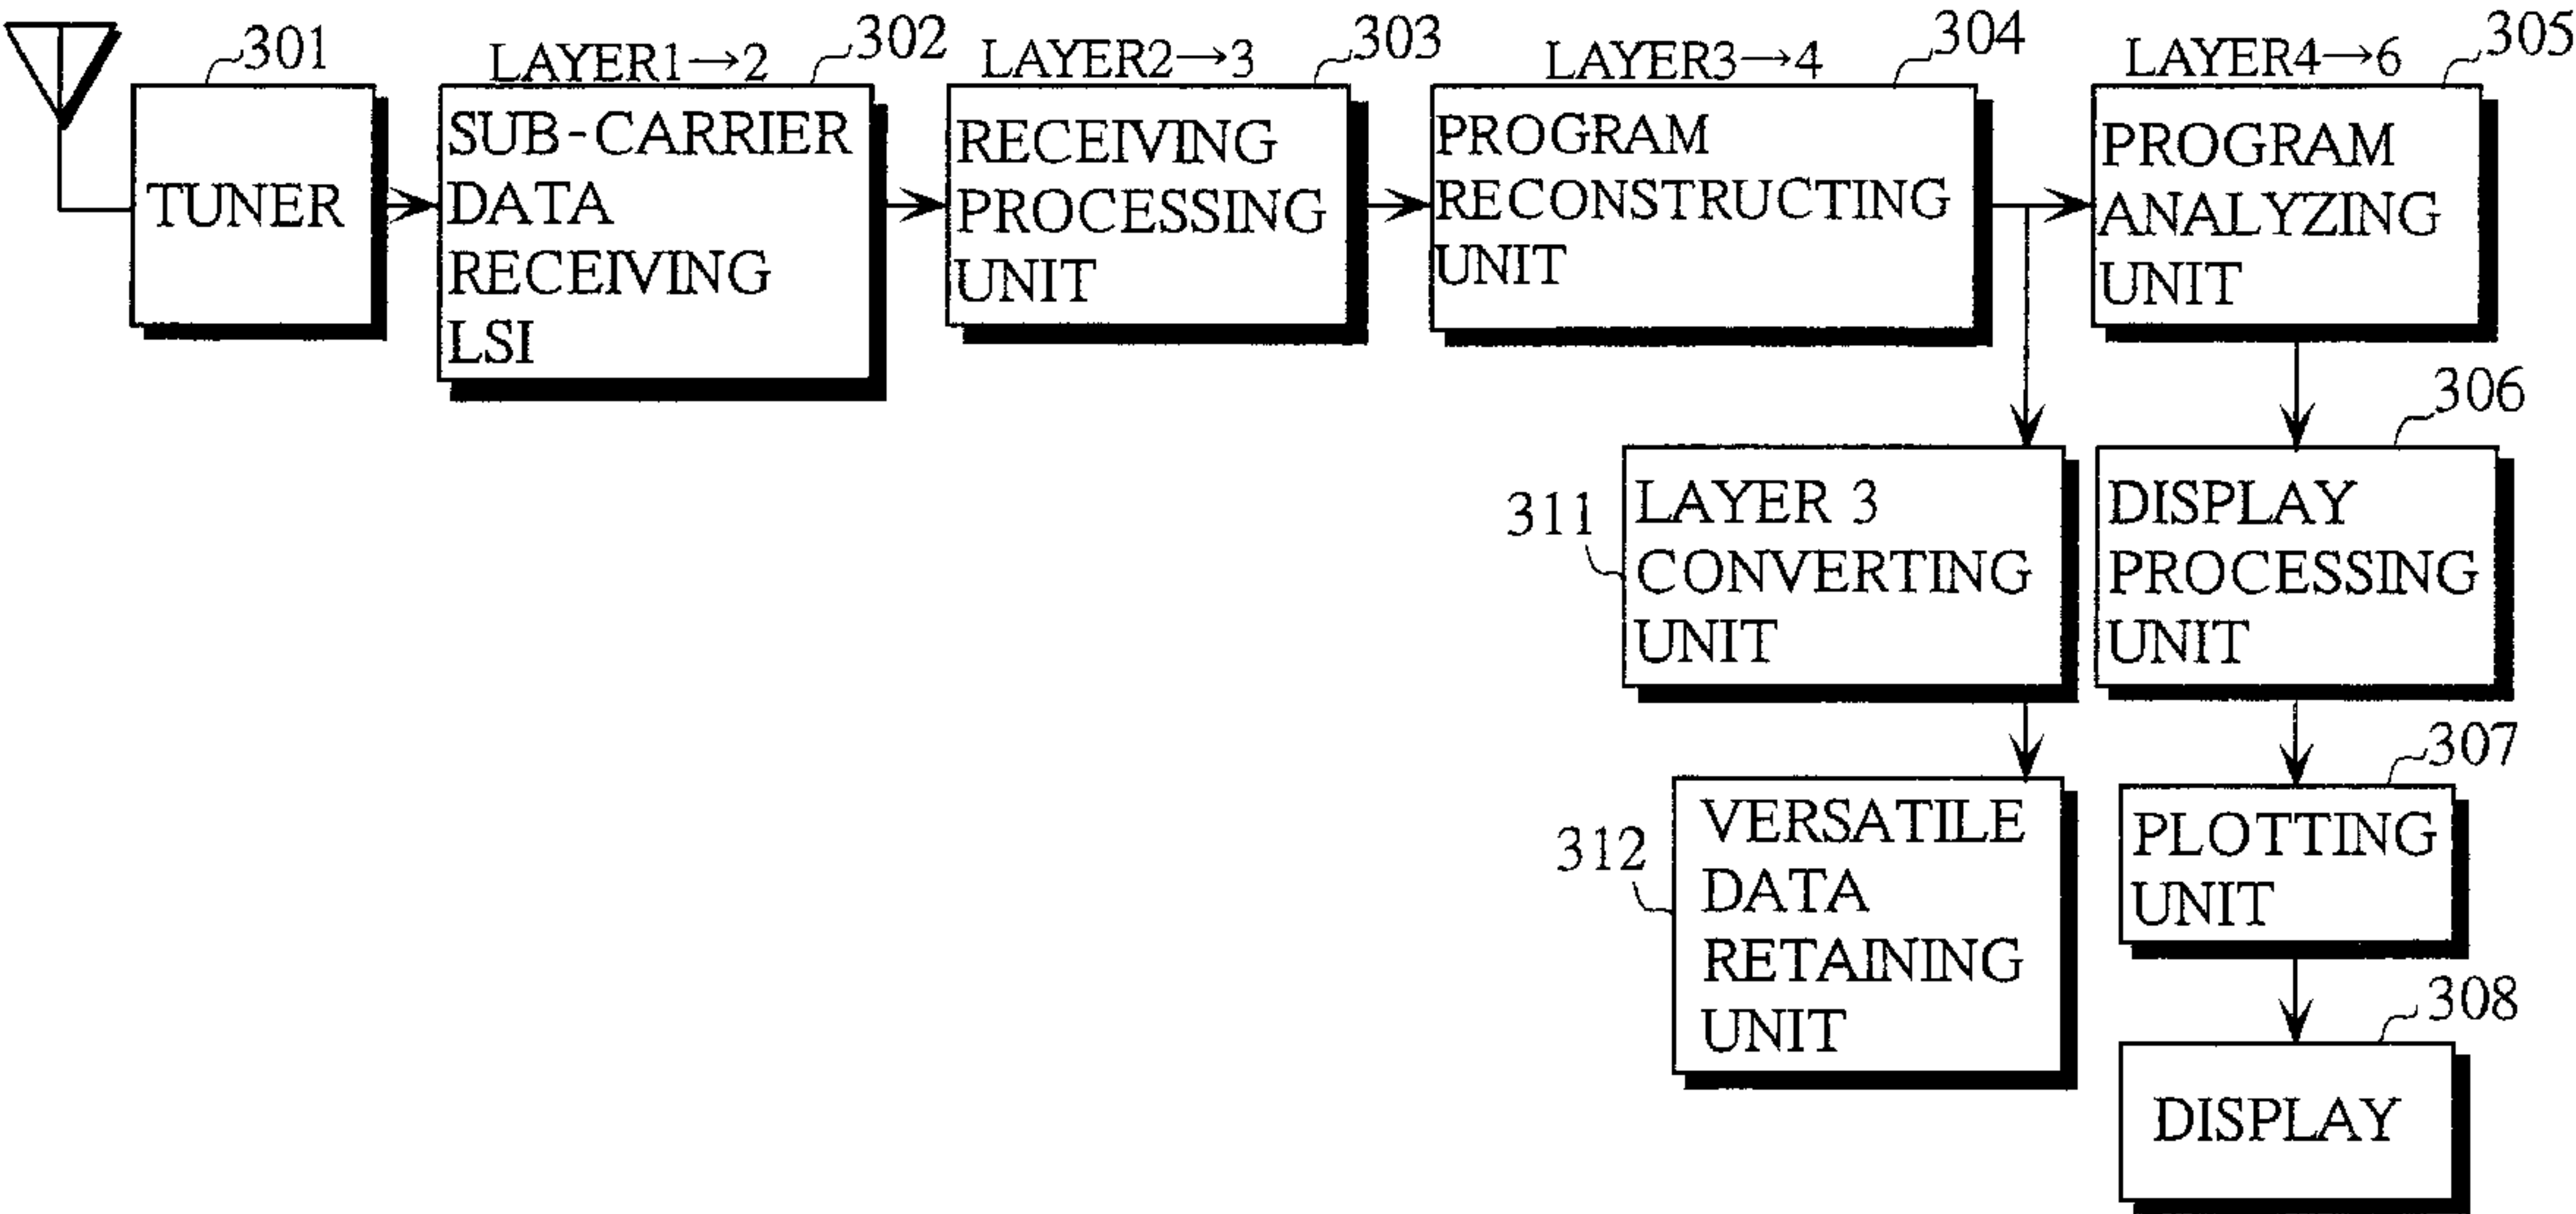 301
TUNER
LAYER1→2
302
SUB-CARRIER
DATA
RECEIVING
LSI
LAYER2→3
303
RECEIVING
PROCESSING
UNIT
LAYER3→4
304
PROGRAM
RECONSTRUCTING
UNIT
LAYER4→6
305
PROGRAM
ANALYZING
UNIT
311
LAYER 3
CONVERTING
UNIT
306
DISPLAY
PROCESSING
UNIT
312
VERSATILE
DATA
RETAINING
UNIT
307
PLOTTING
UNIT
308
DISPLAY